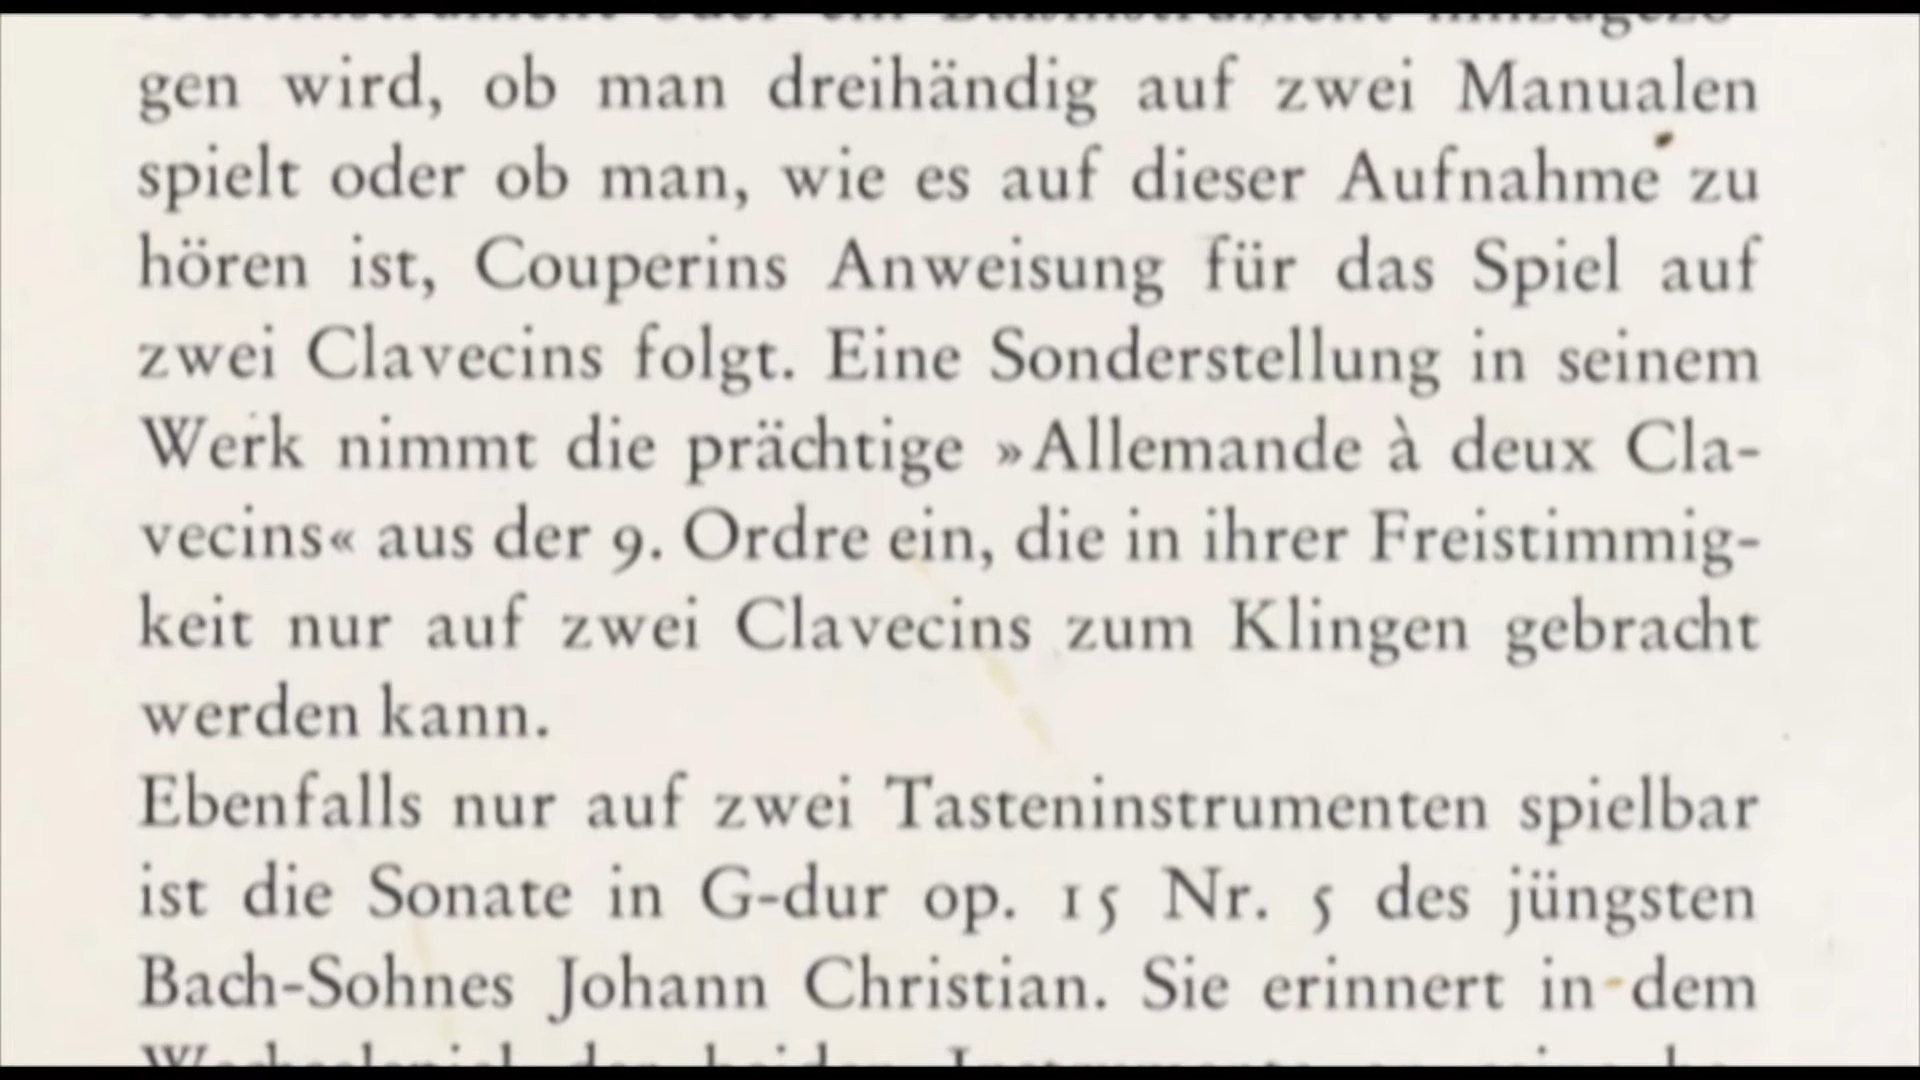 gen wird, ob man dreihändig auf zwei Manualen
spielt oder ob man, wie es auf dieser Aufnahme zu
hören ist, Couperins Anweisung für das Spiel auf
zwei Clavecins folgt. Eine Sonderstellung in seinem
Werk nimmt die prächtige »Allemande à deux Cla-
vecins« aus der 9. Ordre ein, die in ihrer Freistimmig-
keit nur auf zwei Clavecins zum Klingen gebracht
werden kann.
Ebenfalls nur auf zwei Tasteninstrumenten spielbar
ist die Sonate in G-dur op. 15 Nr. 5 des jüngsten
Bach-Sohnes Johann Christian. Sie erinnert in dem